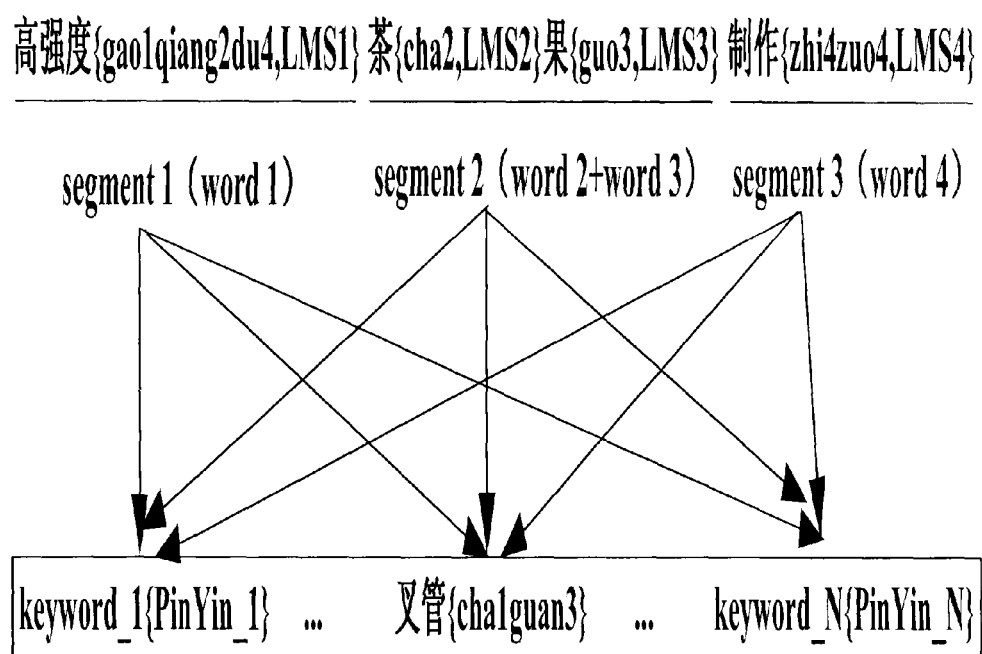 高强度{gao1qiang2du4,LMS1} 茶{cha2,LMS2}果{guo3,LMS3} 制作{zhi4zuo4,LMS4}
segment 1（word 1） segment 2（word 2+word 3） segment 3（word 4）
keyword_1{PinYin_1} ... 叉管{cha1guan3} ... keyword_N{PinYin_N}